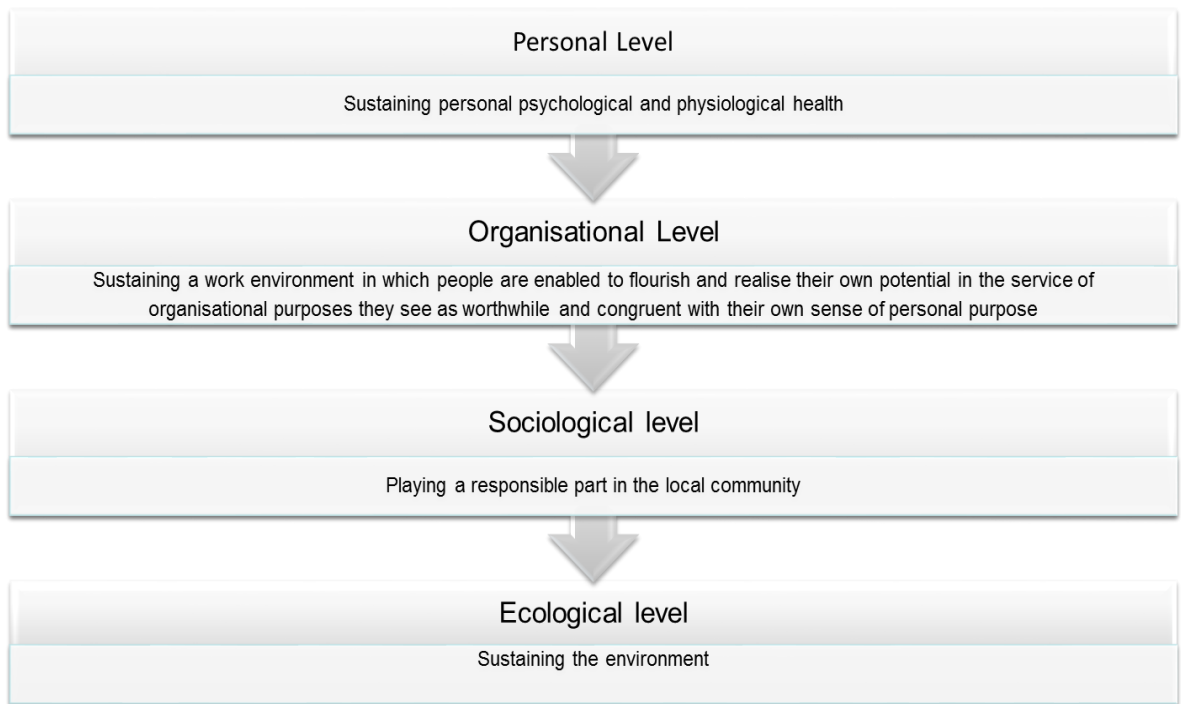 Personal Level
Sustaining personal psychological and physiological health
Organisational Level
Sustaining a work environment in which people are enabled to flourish and realise their own potential in the service of
organisational purposes they see as worthwhile and congruent with their own sense of personal purpose
Sociological level
Playing a responsible part in the local community
Ecological level
Sustaining the environment